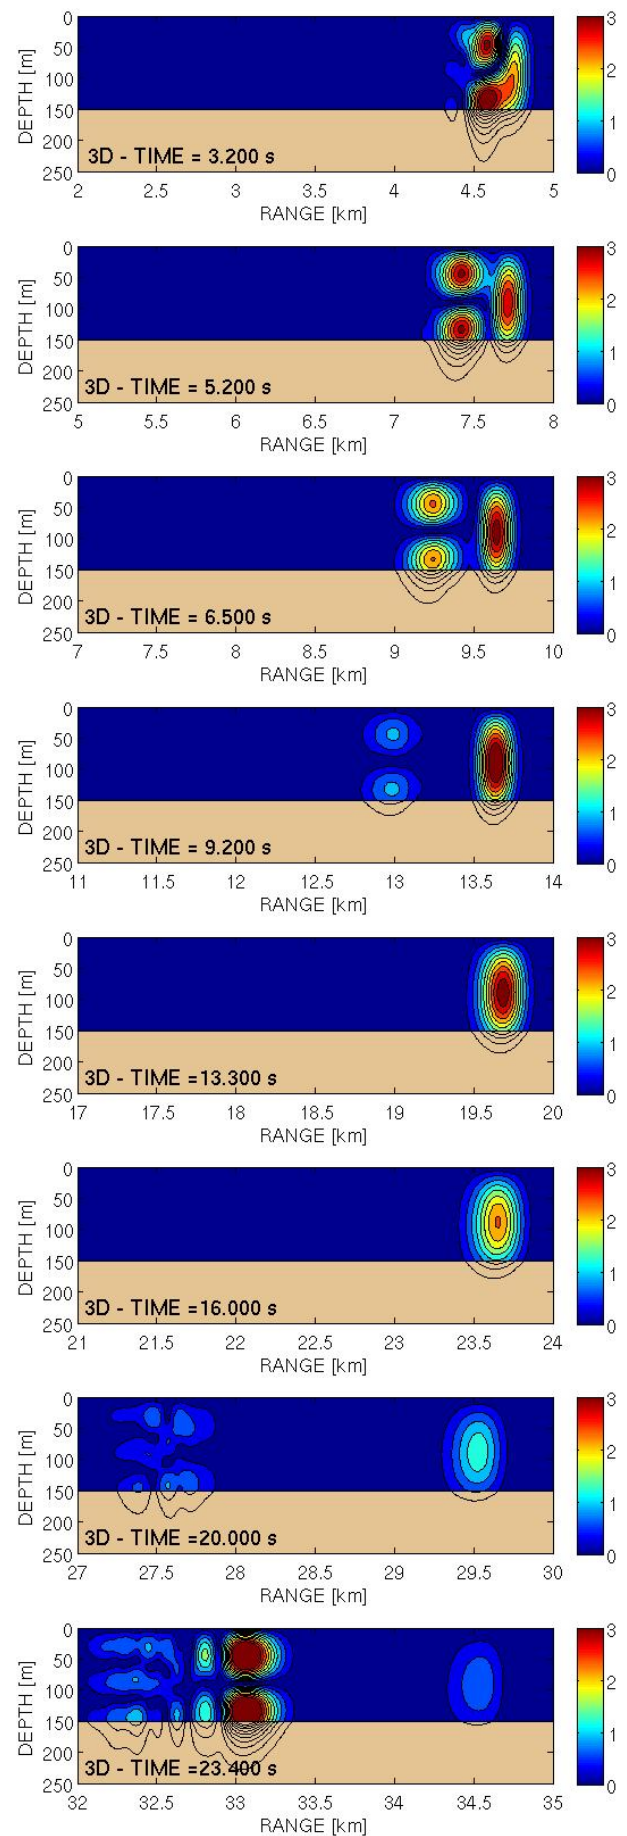 0
50
100
150
200
250
DEPTH [m]
3D - TIME = 3.200 s
2 2.5 3 3.5 4 4.5 5
RANGE [km]
3
2
1
0
0
50
100
150
200
250
DEPTH [m]
3D - TIME = 5.200 s
5 5.5 6 6.5 7 7.5 8
RANGE [km]
3
2
1
0
0
50
100
150
200
250
DEPTH [m]
3D - TIME = 6.500 s
7 7.5 8 8.5 9 9.5 10
RANGE [km]
3
2
1
0
0
50
100
150
200
250
DEPTH [m]
3D - TIME = 9.200 s
11 11.5 12 12.5 13 13.5 14
RANGE [km]
3
2
1
0
0
50
100
150
200
250
DEPTH [m]
3D - TIME =13.300 s
17 17.5 18 18.5 19 19.5 20
RANGE [km]
3
2
1
0
0
50
100
150
200
250
DEPTH [m]
3D - TIME =16.000 s
21 21.5 22 22.5 23 23.5 24
RANGE [km]
3
2
1
0
0
50
100
150
200
250
DEPTH [m]
3D - TIME =20.000 s
27 27.5 28 28.5 29 29.5 30
RANGE [km]
3
2
1
0
0
50
100
150
200
250
DEPTH [m]
3D - TIME =23.400 s
32 32.5 33 33.5 34 34.5 35
RANGE [km]
3
2
1
0